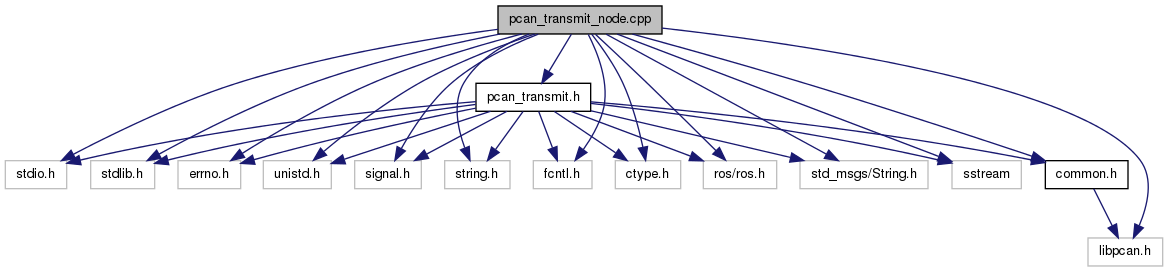 pcan_transmit_node.cpp
pcan_transmit.h
stdio.h
stdlib.h
errno.h
unistd.h
signal.h
string.h
fcntl.h
ctype.h
ros/ros.h
std_msgs/String.h
sstream
common.h
libpcan.h